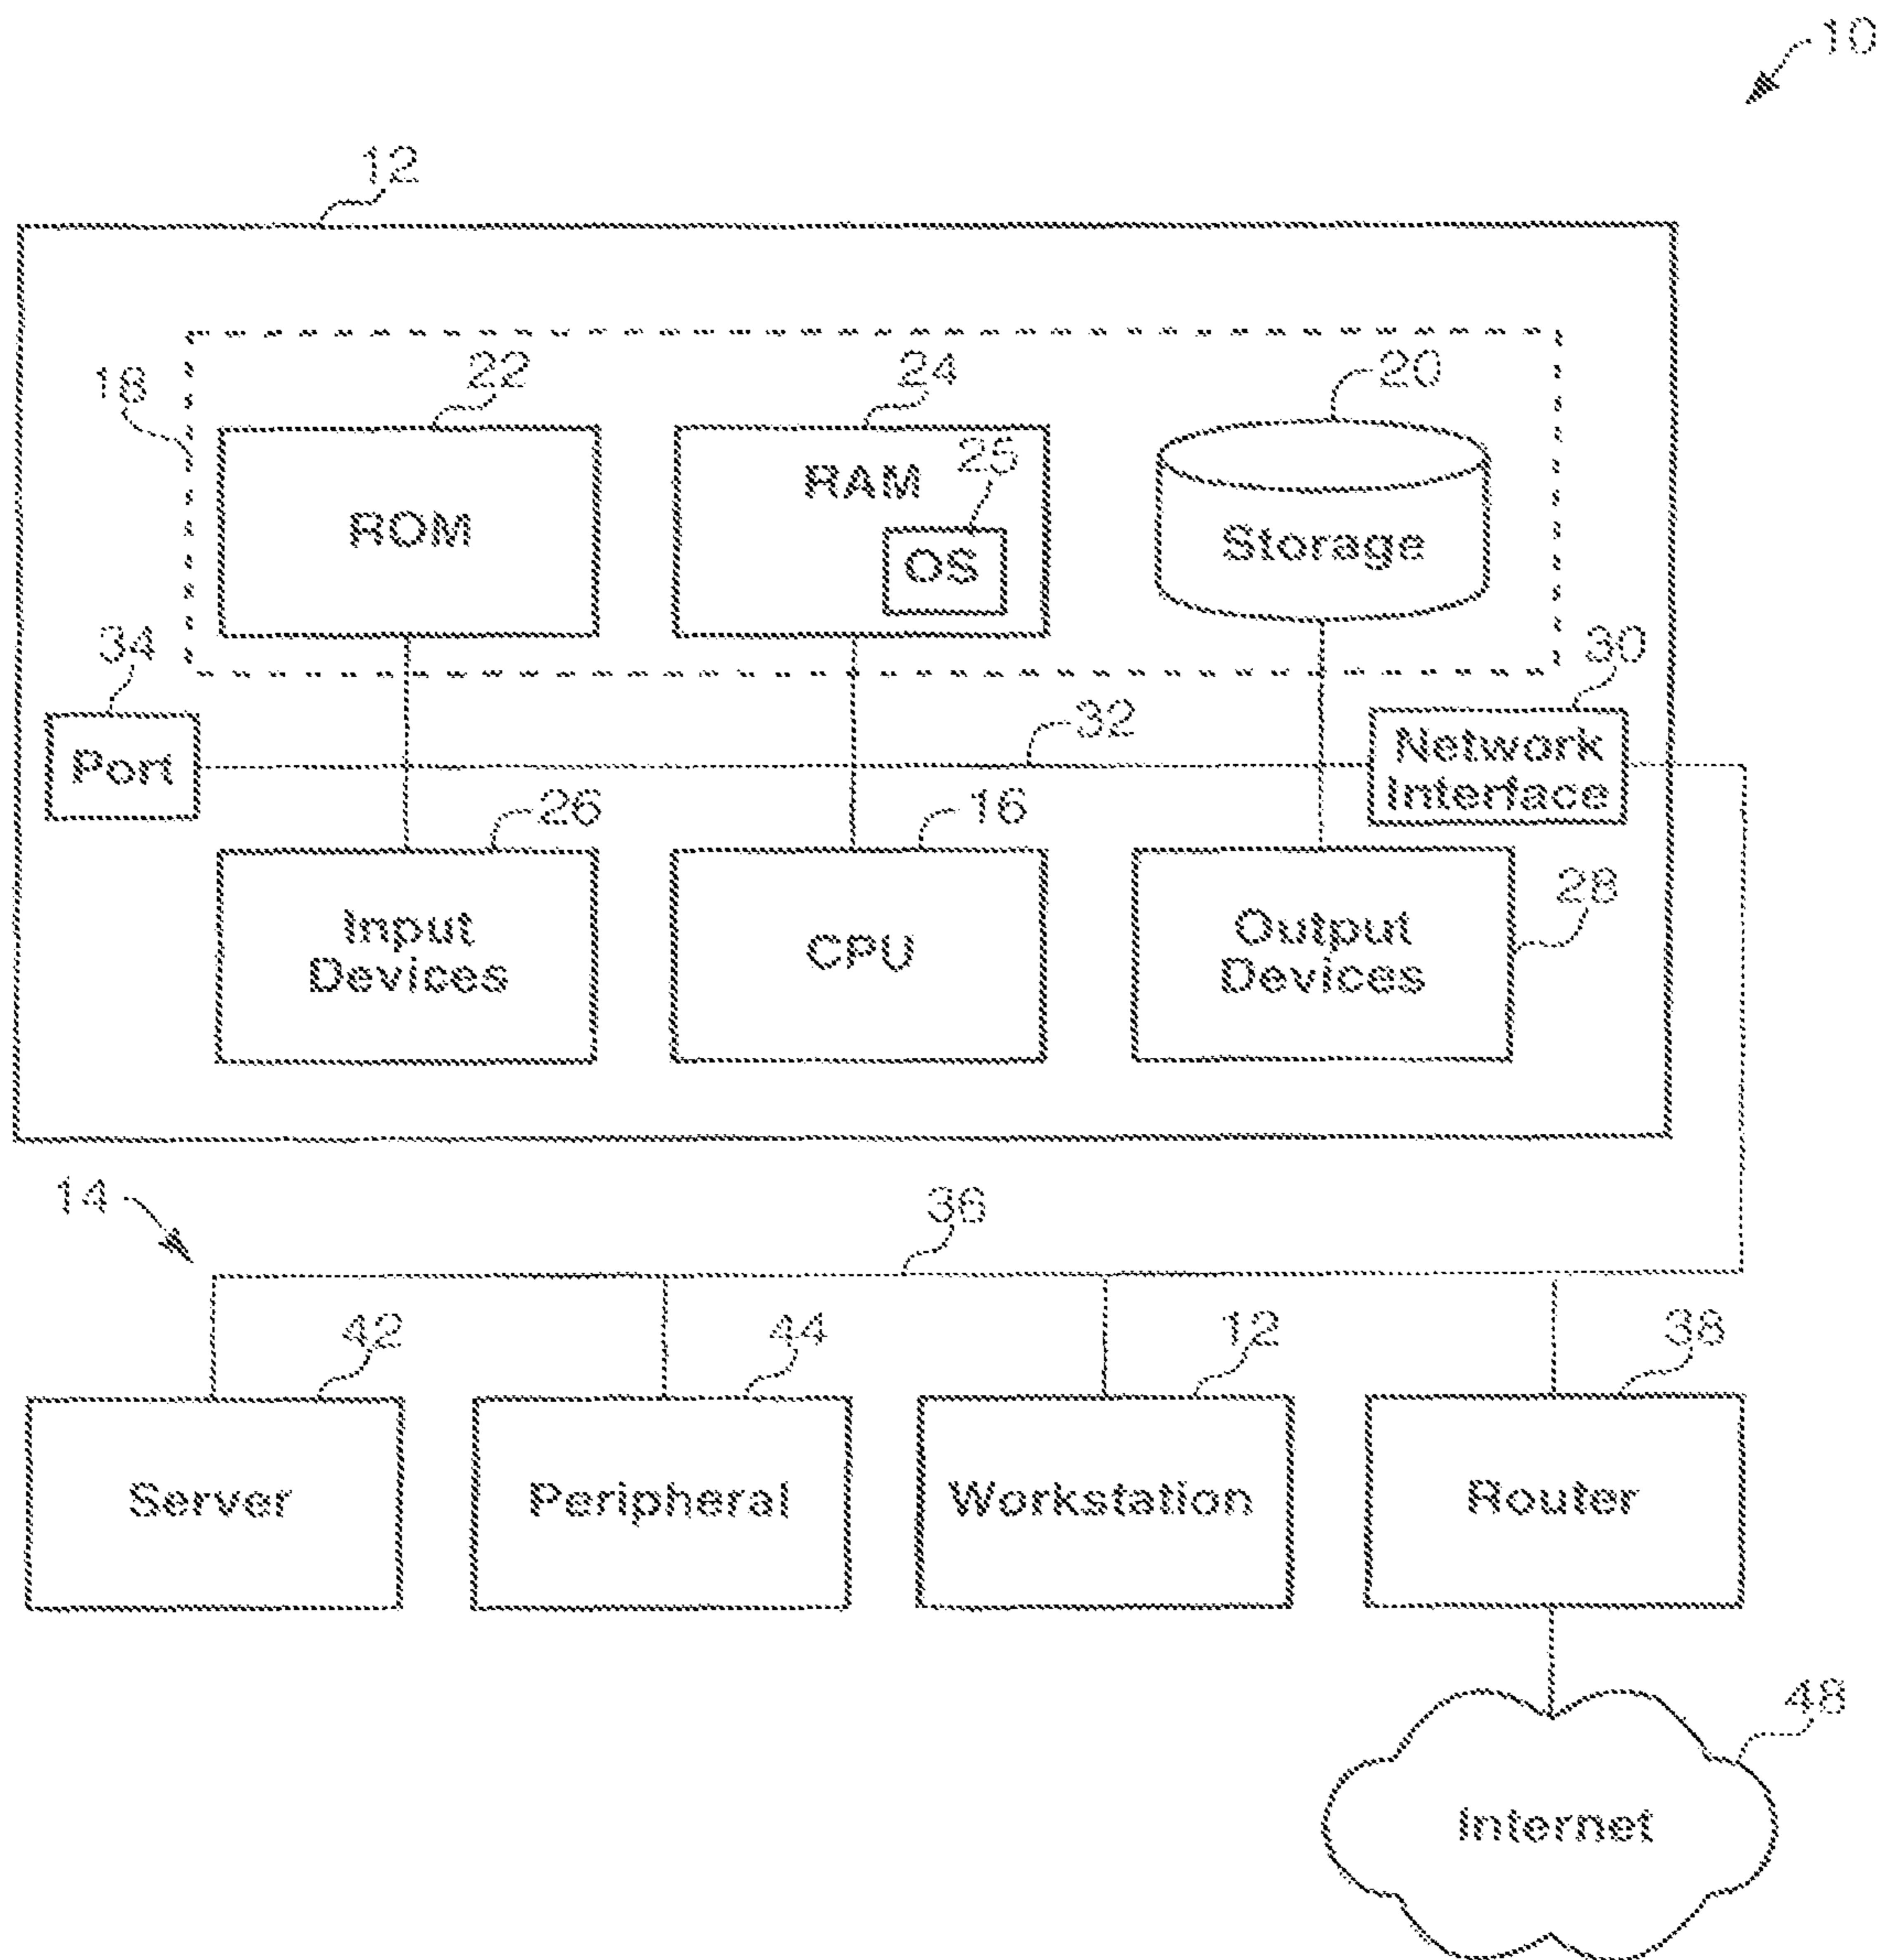 10
12
18
22
24
20
ROM
RAM
25
OS
Storage
34
30
Port
32
Network
Interface
26
16
28
Input
Devices
CPU
Output
Devices
14
36
42
44
12
38
Server
Peripheral
Workstation
Router
48
Internet